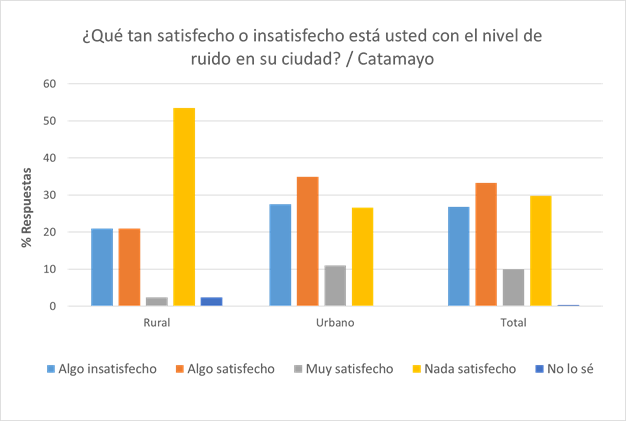 ¿Qué tan satisfecho o insatisfecho está usted con el nivel de
ruido en su ciudad? / Catamayo
60
50
40
30
20
10
0
% Respuestas
Rural
Urbano
Total
Algo insatisfecho
Algo satisfecho
Muy satisfecho
Nada satisfecho
No lo sé